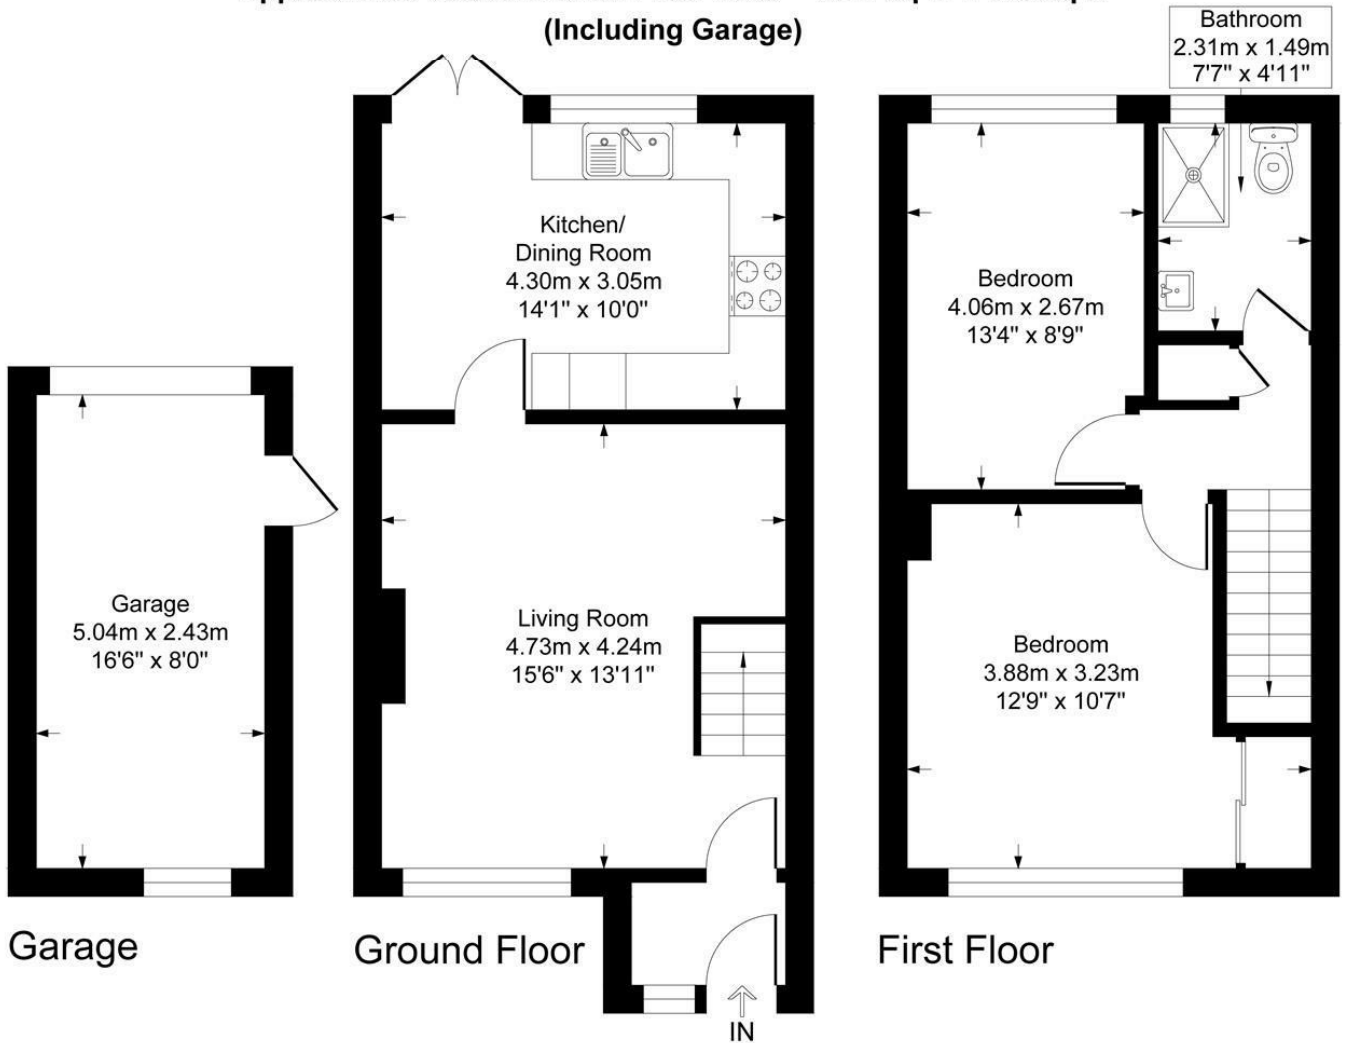 (Including Garage)
Bathroom
2.31m x 1.49m
7'7" x 4'11"
Kitchen/
Dining Room
4.30m x 3.05m
14'1" x 10'0"
Bedroom
4.06m x 2.67m
13'4" x 8'9"
Garage
5.04m x 2.43m
16'6" x 8'0"
Living Room
4.73m x 4.24m
15'6" x 13'11"
Bedroom
3.88m x 3.23m
12'9" x 10'7"
Garage
Ground Floor
First Floor
IN